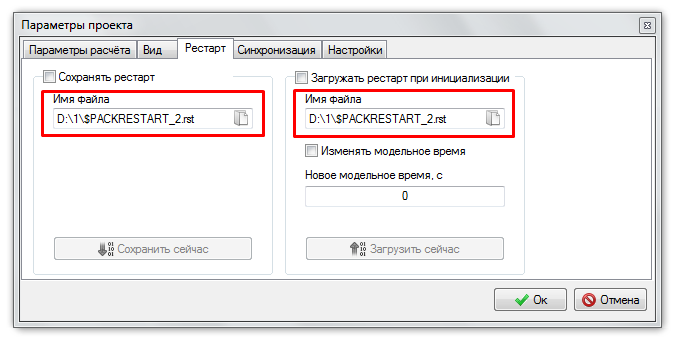 Параметры проекта
Параметры расчёта Вид Рестарт Синхронизация Настройки
Сохранять рестарт
Имя файла
D:\1\$PACKRESTART_2.rst
Сохранить сейчас
Загружать рестарт при инициализации
Имя файла
D:\1\$PACKRESTART_2.rst
Изменять модельное время
Новое модельное время, с
0
Загрузить сейчас
Ок Отмена